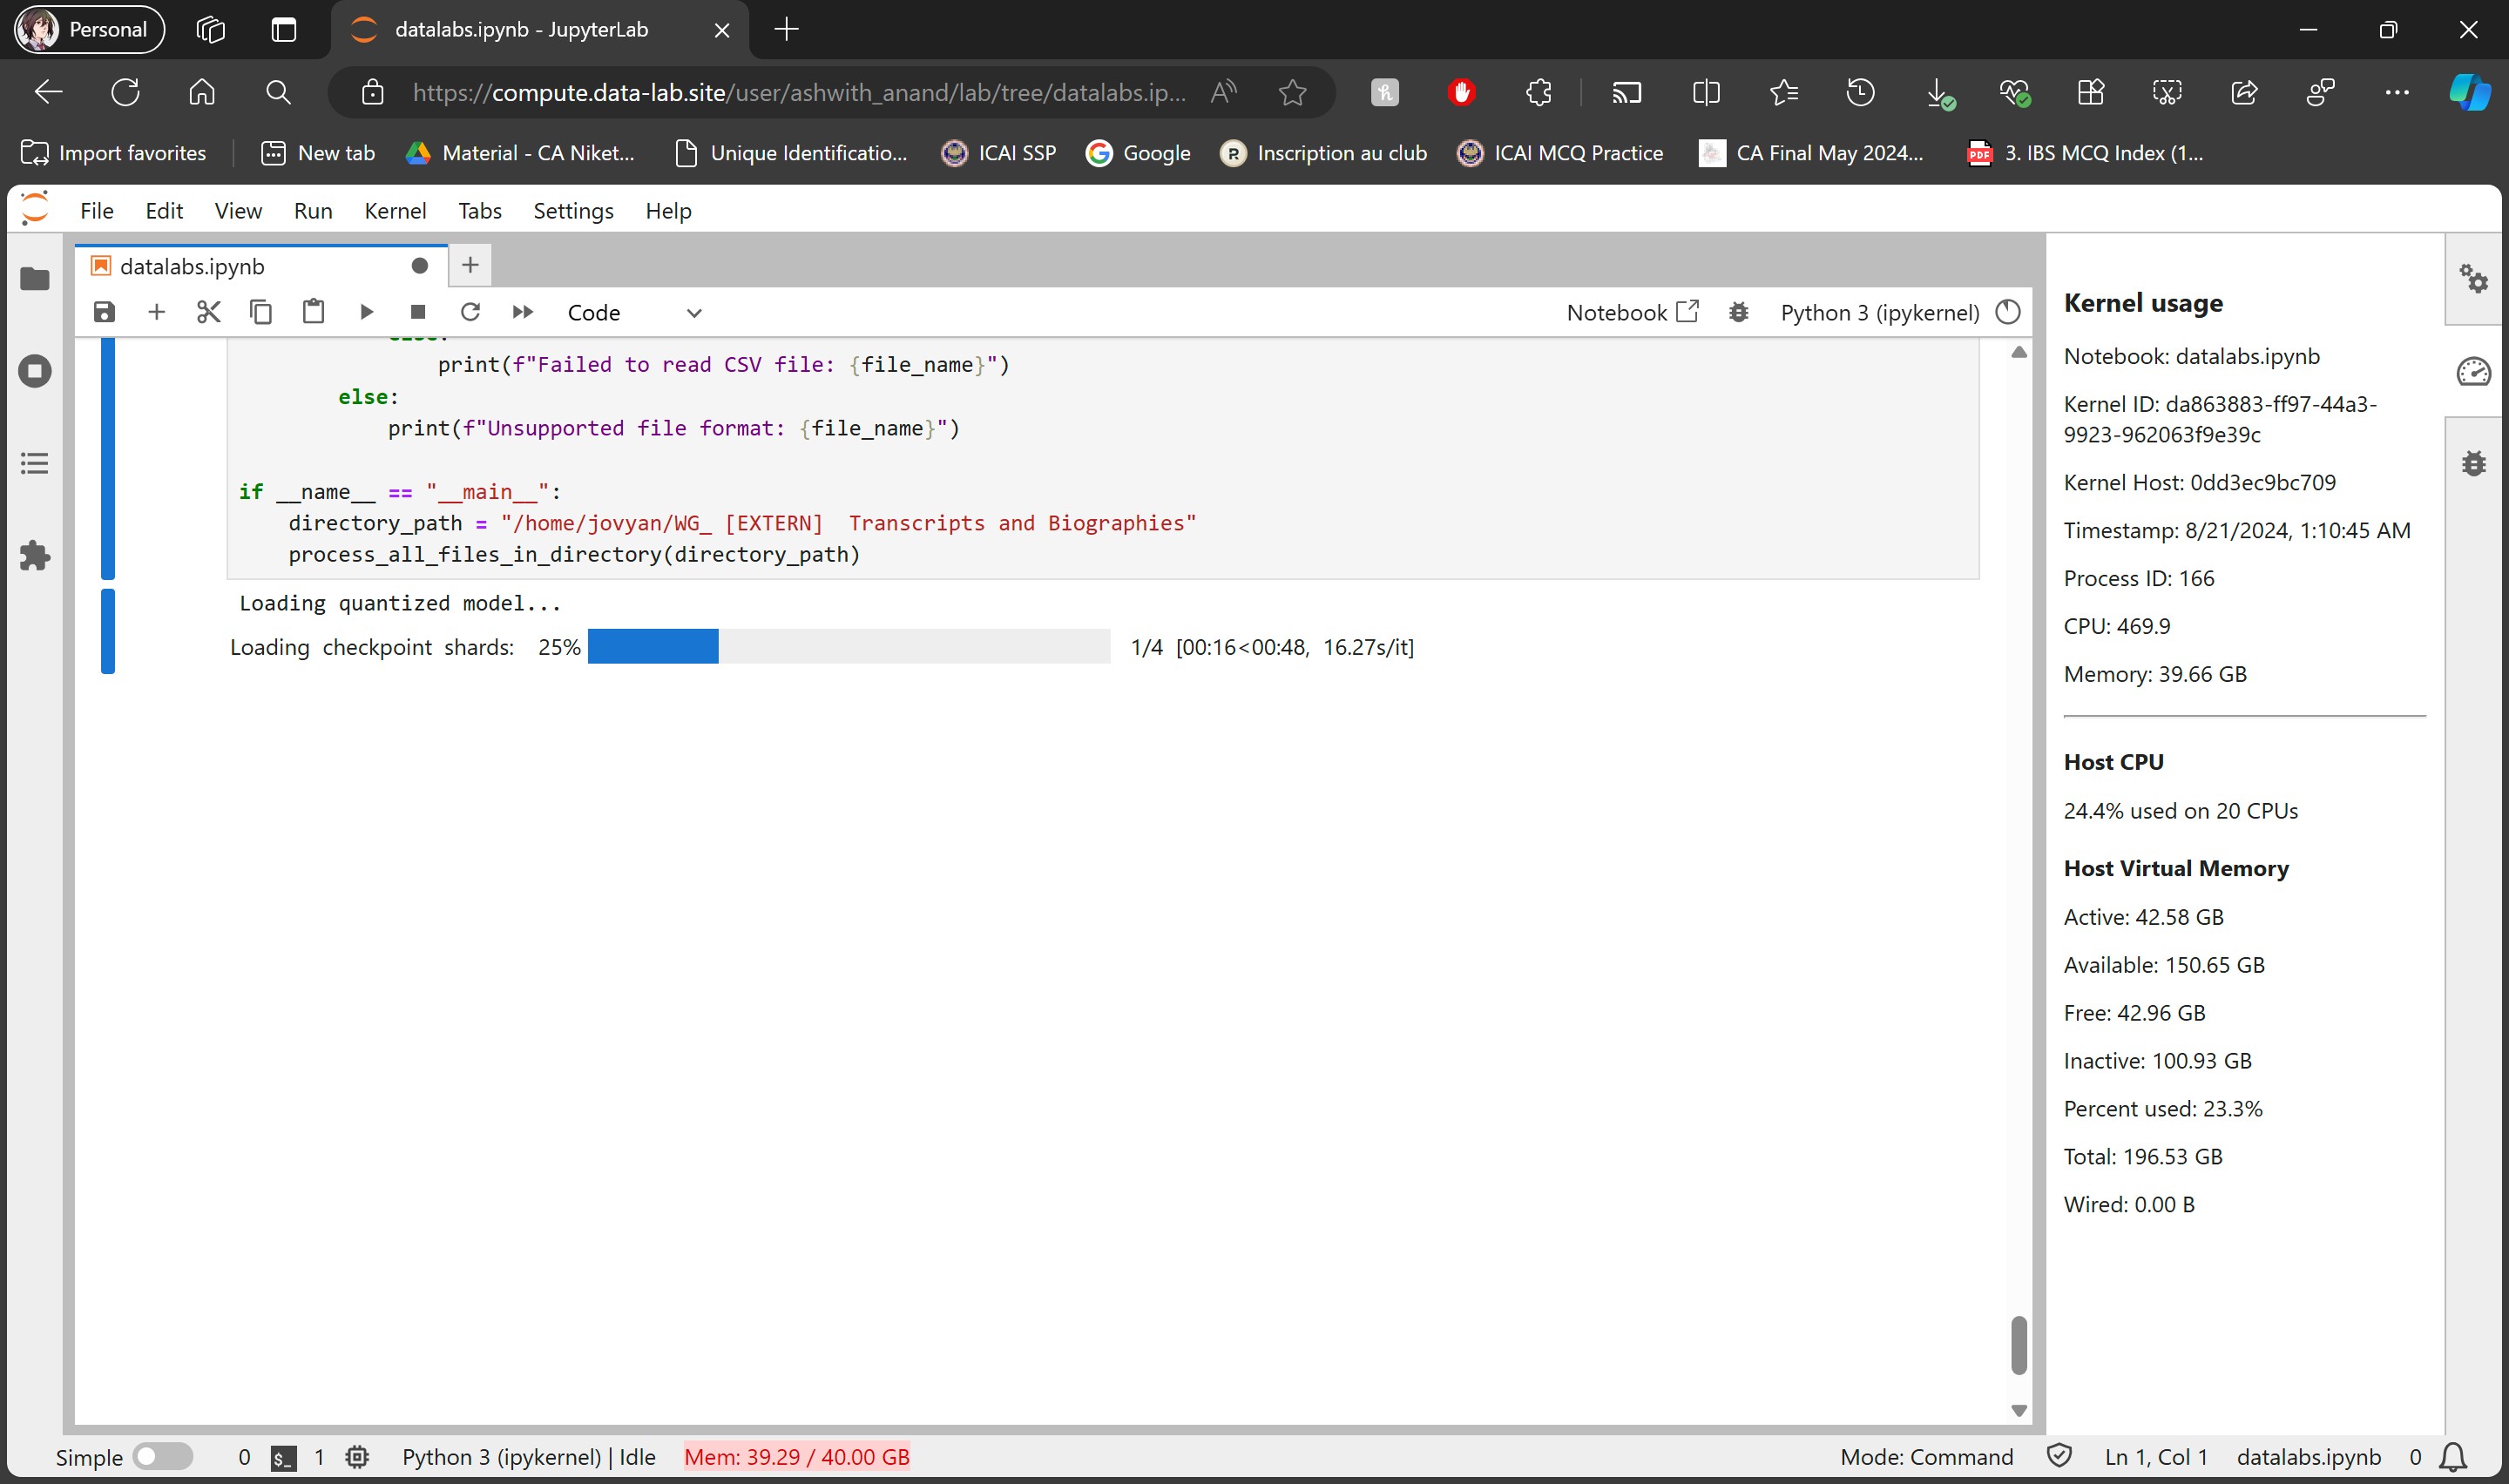 Personal
datalabs.ipynb - JupyterLab
https://compute.data-lab.site/user/ashwith_anand/lab/tree/datalabs.ip...
Import favorites
New tab
Material - CA Niket...
Unique Identificatio...
ICAI SSP
Google
Inscription au club
ICAI MCQ Practice
CA Final May 2024...
3. IBS MCQ Index (1...
File Edit View Run Kernel Tabs Settings Help
datalabs.ipynb
Code
Notebook
Python 3 (ipykernel)
else:
print(f"Failed to read CSV file: {file_name}")
else:
print(f"Unsupported file format: {file_name}")
if __name__ == "__main__":
directory_path = "/home/jovyan/WG_ [EXTERN]  Transcripts and Biographies"
process_all_files_in_directory(directory_path)
Loading quantized model...
Loading checkpoint shards: 25% 1/4 [00:16<00:48, 16.27s/it]
Kernel usage
Notebook: datalabs.ipynb
Kernel ID: da863883-ff97-44a3-
9923-962063f9e39c
Kernel Host: 0dd3ec9bc709
Timestamp: 8/21/2024, 1:10:45 AM
Process ID: 166
CPU: 469.9
Memory: 39.66 GB
Host CPU
24.4% used on 20 CPUs
Host Virtual Memory
Active: 42.58 GB
Available: 150.65 GB
Free: 42.96 GB
Inactive: 100.93 GB
Percent used: 23.3%
Total: 196.53 GB
Wired: 0.00 B
Simple
0
$_
1
Python 3 (ipykernel) | Idle
Mem: 39.29 / 40.00 GB
Mode: Command
Ln 1, Col 1
datalabs.ipynb
0